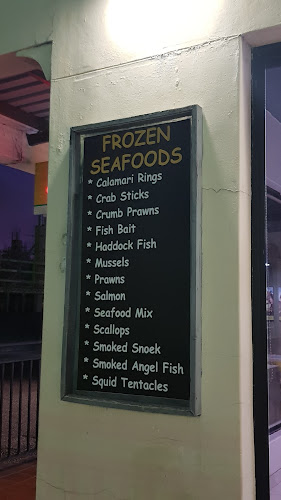 FROZEN
SEAFOODS
* Calamari Rings
* Crab Sticks
* Crumb Prawns
* Fish Bait
* Haddock Fish
* Mussels
* Prawns
* Salmon
* Seafood Mix
* Scallops
* Smoked Snoek
* Smoked Angel Fish
* Squid Tentacles